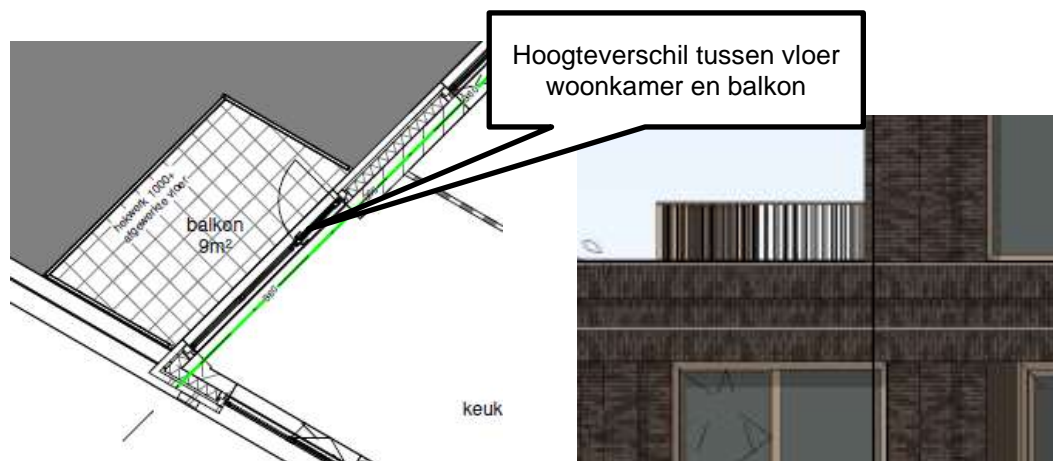 Hoogteverschil tussen vloer
woonkamer en balkon
hekwerk 1000+
afgewerkte vloer
balkon
9m²
keuk